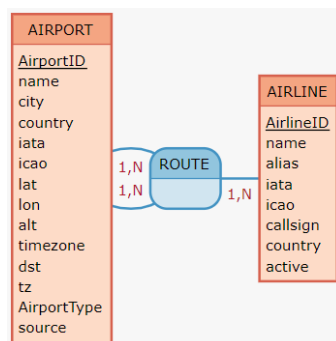 AIRPORT
AirportID
name
city
country
iata
icao
lat
lon
alt
timezone
dst
tz
AirportType
source
1,N
1,N
ROUTE
1,N
AIRLINE
AirlineID
name
alias
iata
icao
callsign
country
active